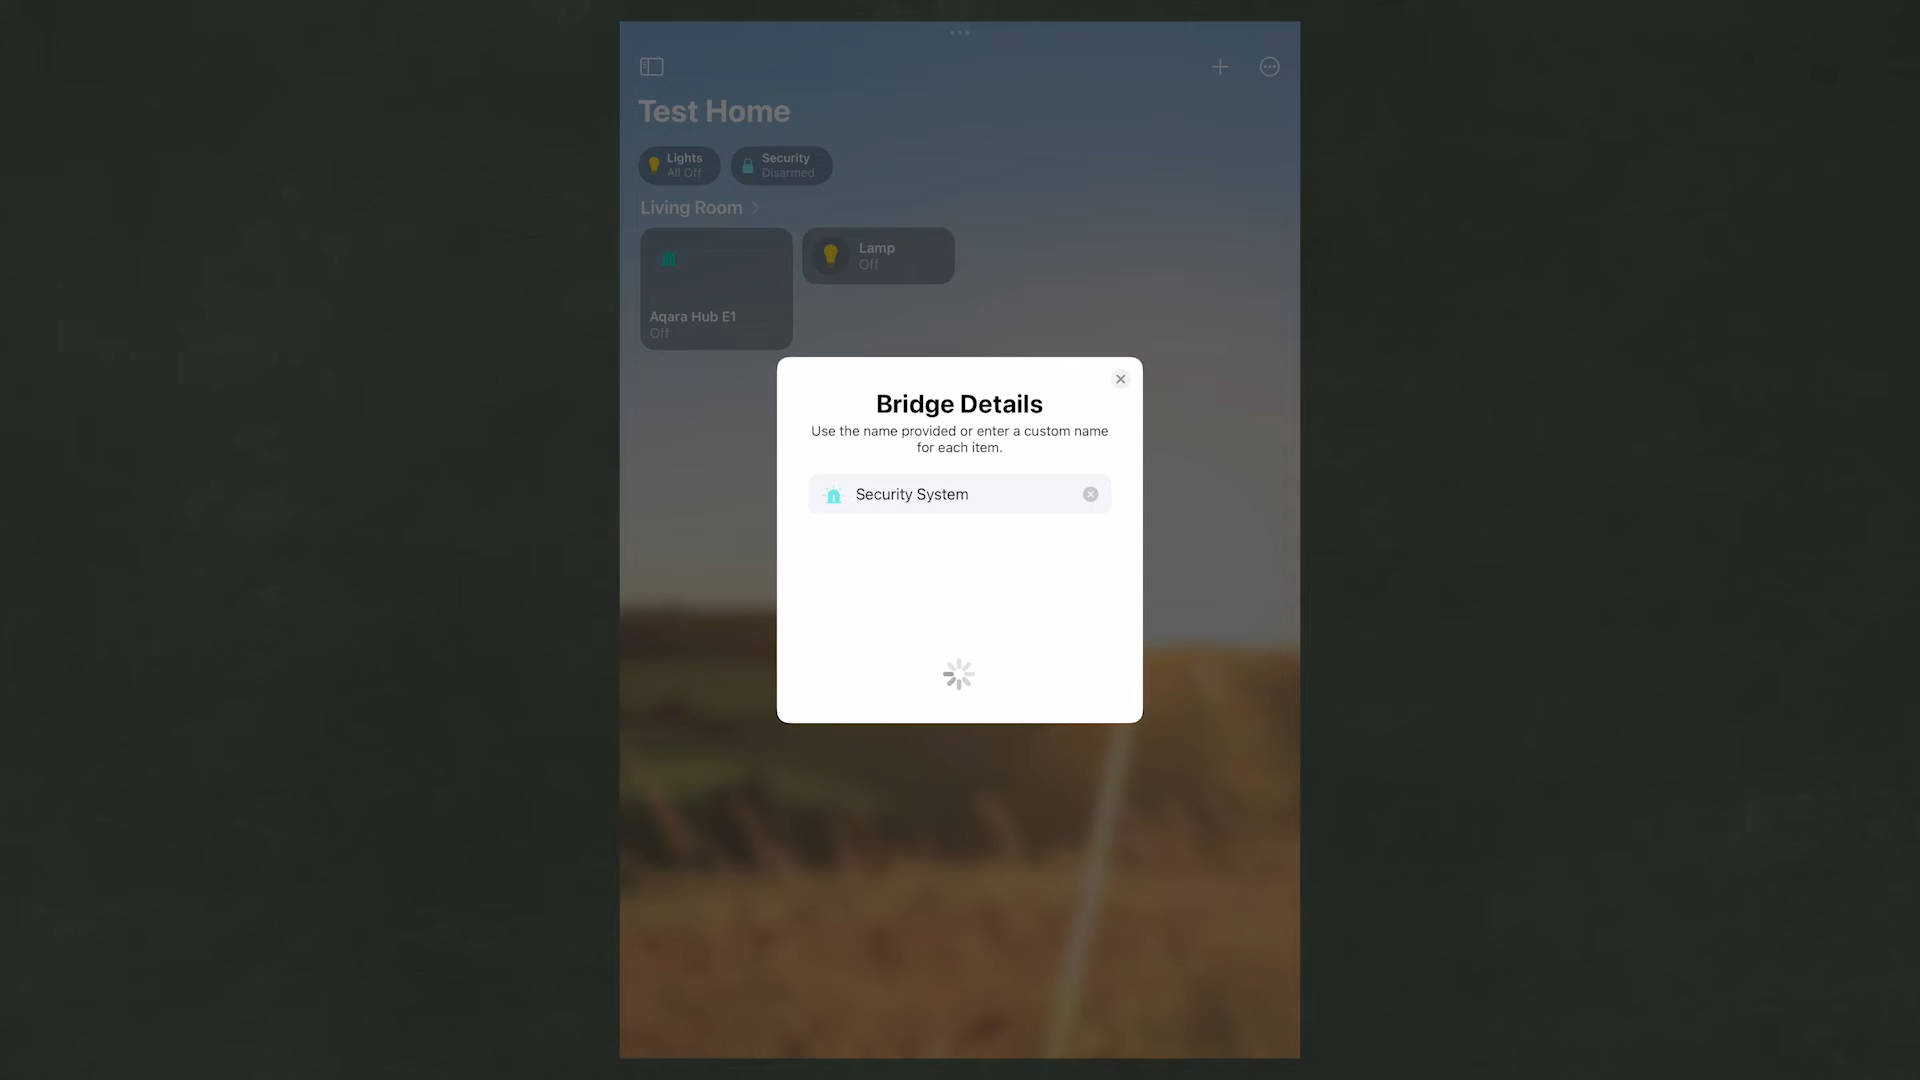 Test Home
Lights
All Off
Security
Disarmed
Living Room
Aqara Hub E1
Off
Lamp
Off
Bridge Details
Use the name provided or enter a custom name
for each item.
Security System